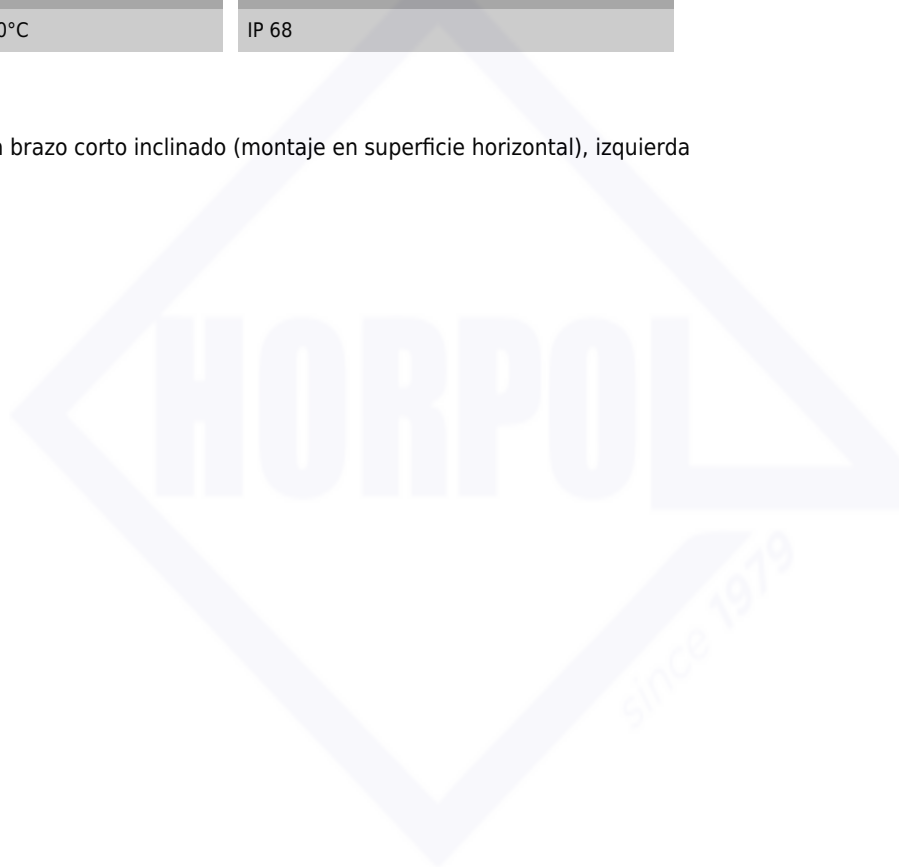 0°C IP 68
brazo corto inclinado (montaje en superficie horizontal), izquierda
HORPOL
since 1979